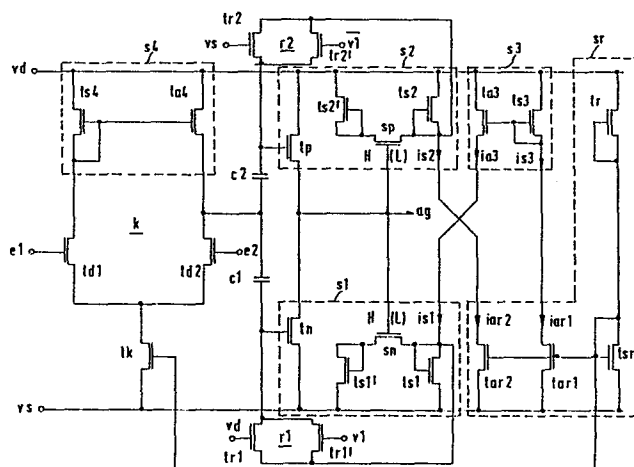 tr2
r2
vs
v1
tr2'
s4
s2
s3
sr
vd
ts4
ta4
ts2'
ts2
ta3
ts3
tr
sp
tp
H
(L)
is2
ia3
is3
c2
k
ag
e1
e2
td1
td2
c1
s1
H
(L)
is1
iar2
iar1
tn
sn
tk
ts1'
ts1
tar2
tar1
tsr
vs
vd
r1
v1
tr1
tr1'